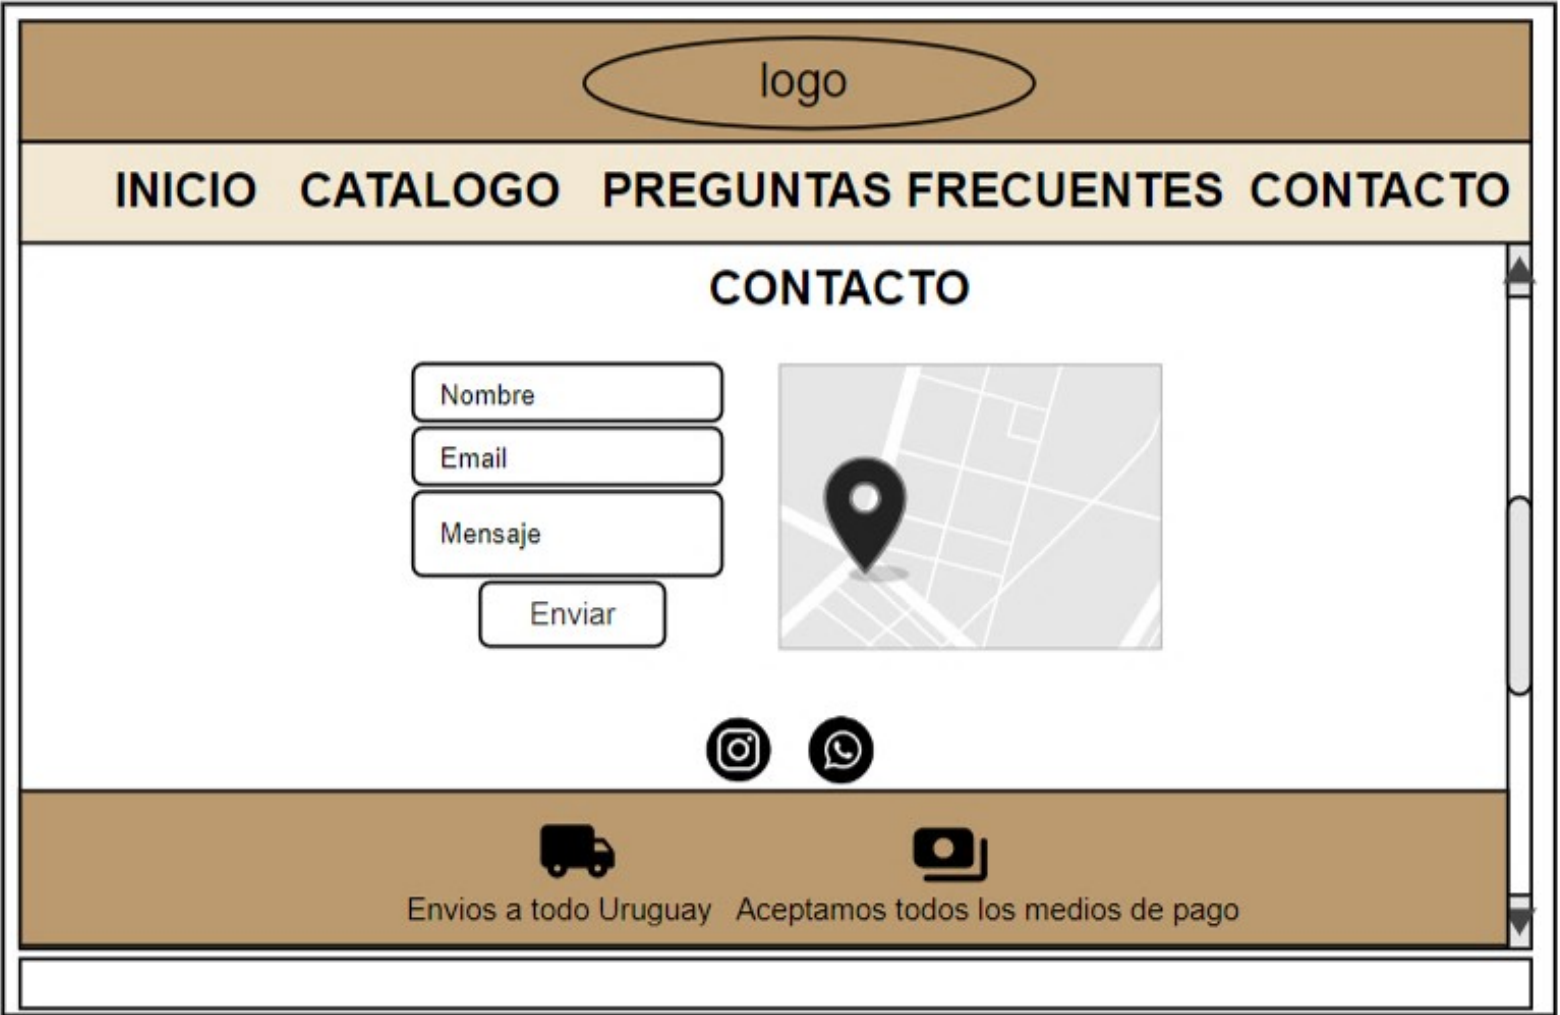 logo
INICIO CATALOGO PREGUNTAS FRECUENTES CONTACTO
CONTACTO
Nombre
Email
Mensaje
Enviar
Envios a todo Uruguay Aceptamos todos los medios de pago